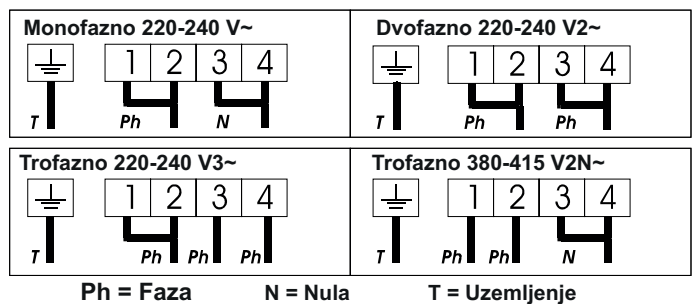 Monofazno 220-240 V~
1 2 3 4
T Ph N
Dvofazno 220-240 V2~
1 2 3 4
T Ph Ph
Trofazno 220-240 V3~
1 2 3 4
T Ph Ph Ph
Trofazno 380-415 V2N~
1 2 3 4
T Ph Ph N
Ph = Faza N = Nula T = Uzemljenje